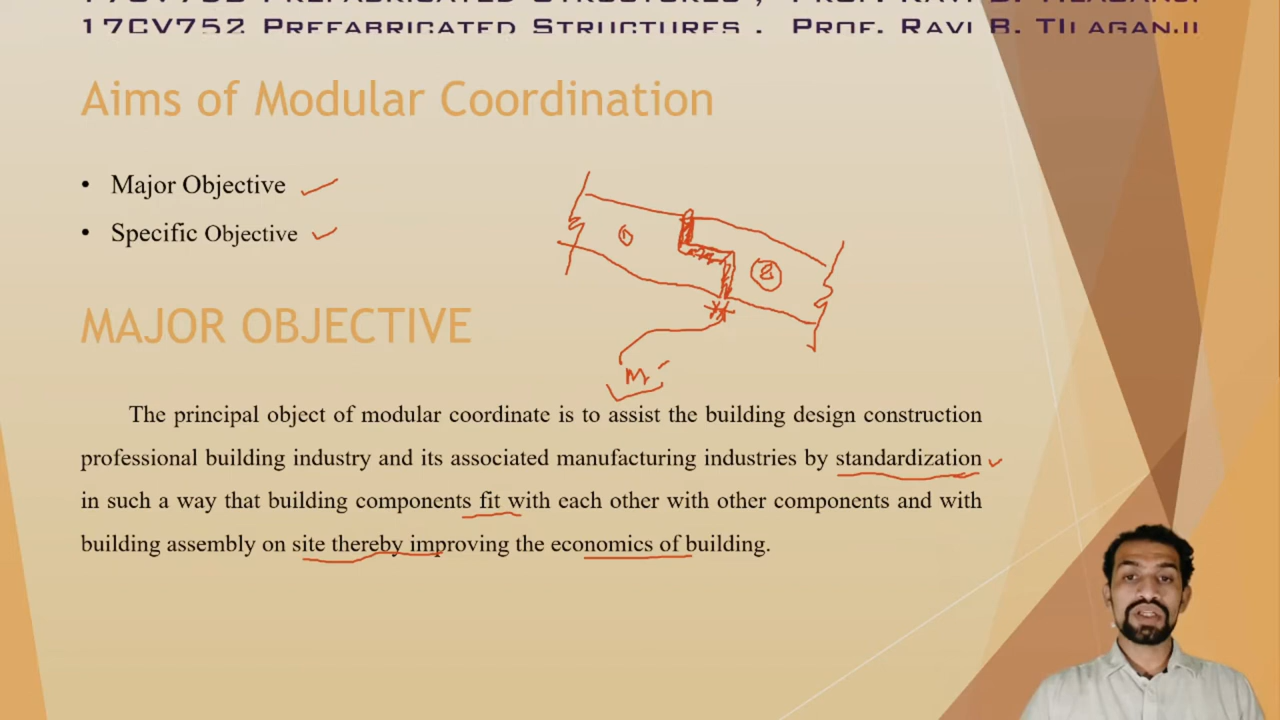 17CV752 PREFABRICATED STRUCTURES , PROF. RAVI B. TILAGANJI
Aims of Modular Coordination
• Major Objective
• Specific Objective
1
2
M
MAJOR OBJECTIVE
The principal object of modular coordinate is to assist the building design construction
professional building industry and its associated manufacturing industries by standardization
in such a way that building components fit with each other with other components and with
building assembly on site thereby improving the economics of building.